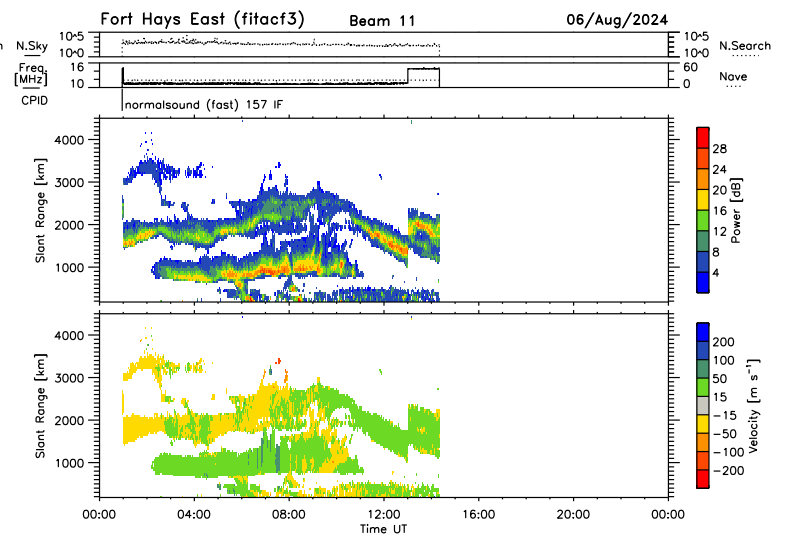 Fort Hays East (fitacf3) Beam 11 06/Aug/2024
n N.Sky 10^5 10^0 10^5 10^0 N.Search
Freq. [MHz] 16 10 60 0 Nave
CPID normalsound (fast) 157 IF
Slant Range [km] 4000 3000 2000 1000
28 24 20 16 12 8 4 Power [dB]
Slant Range [km] 4000 3000 2000 1000
200 100 50 15 -15 -50 -100 -200 Velocity [m s⁻¹]
00:00 04:00 08:00 12:00 16:00 20:00 00:00
Time UT